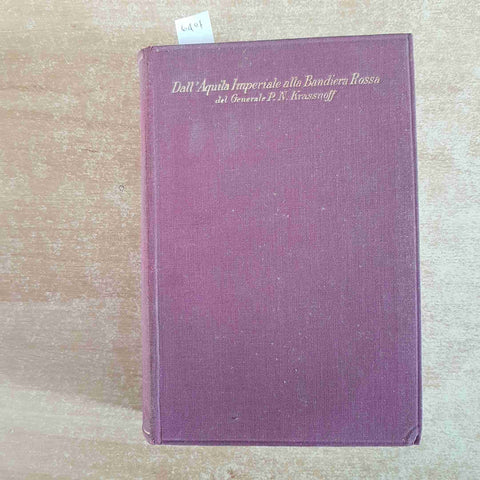 Dall'Aquila Imperiale alla Bandiera Rossa
del Generale P. N. Krassnoff